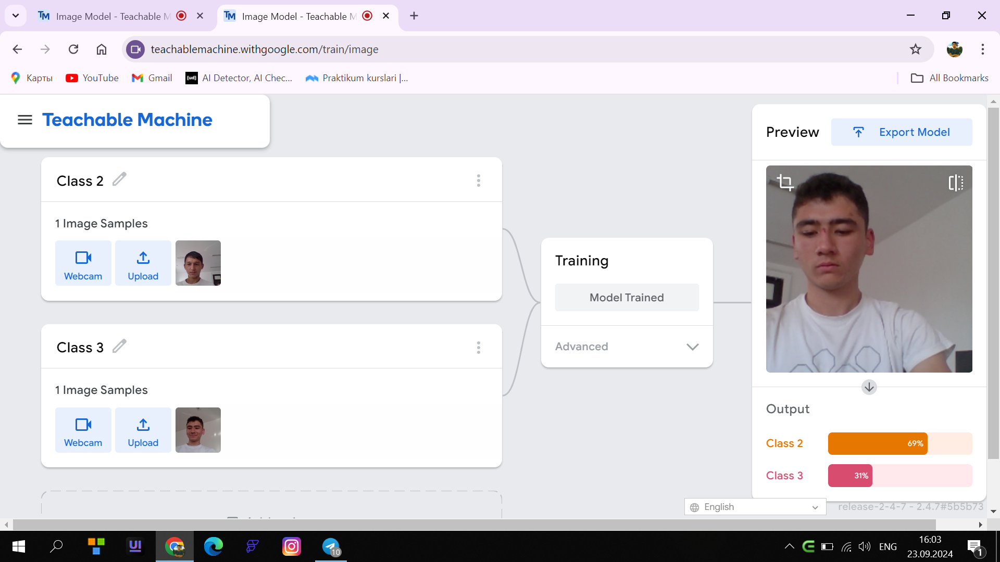 Image Model - Teachable M
Image Model - Teachable M
teachablemachine.withgoogle.com/train/image
Карты
YouTube
Gmail
AI Detector, AI Chec...
Praktikum kurslari |...
All Bookmarks
Teachable Machine
Class 2
1 Image Samples
Webcam
Upload
Class 3
1 Image Samples
Webcam
Upload
Training
Model Trained
Advanced
Preview
Export Model
Output
Class 2
69%
Class 3
31%
English
release-2-4-7 - 2.4.7#5b5b73
UI
10
ENG
16:03
23.09.2024
1